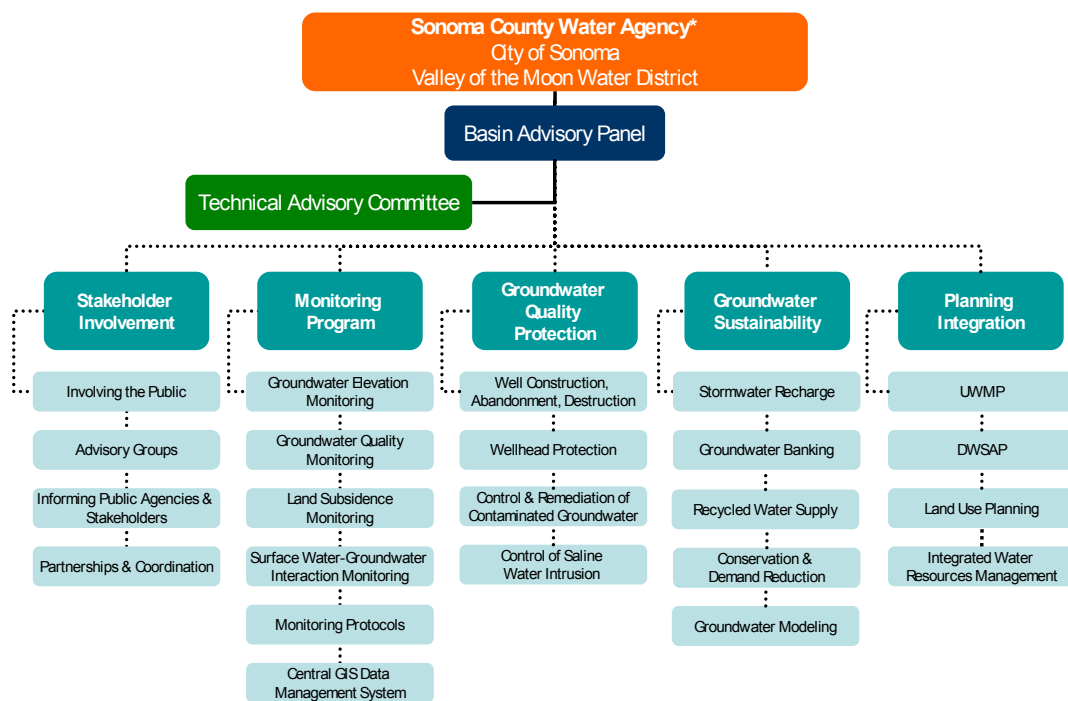 Sonoma County Water Agency*
City of Sonoma
Valley of the Moon Water District
Basin Advisory Panel
Technical Advisory Committee
Stakeholder
Involvement
Involving the Public
Advisory Groups
Informing Public Agencies &
Stakeholders
Partnerships & Coordination
Monitoring
Program
Groundwater Elevation
Monitoring
Groundwater Quality
Monitoring
Land Subsidence
Monitoring
Surface Water-Groundwater
Interaction Monitoring
Monitoring Protocols
Central GIS Data
Management System
Groundwater
Quality
Protection
Well Construction,
Abandonment, Destruction
Wellhead Protection
Control & Remediation of
Contaminated Groundwater
Control of Saline
Water Intrusion
Groundwater
Sustainability
Stormwater Recharge
Groundwater Banking
Recycled Water Supply
Conservation &
Demand Reduction
Groundwater Modeling
Planning
Integration
UWMP
DWSAP
Land Use Planning
Integrated Water
Resources Management